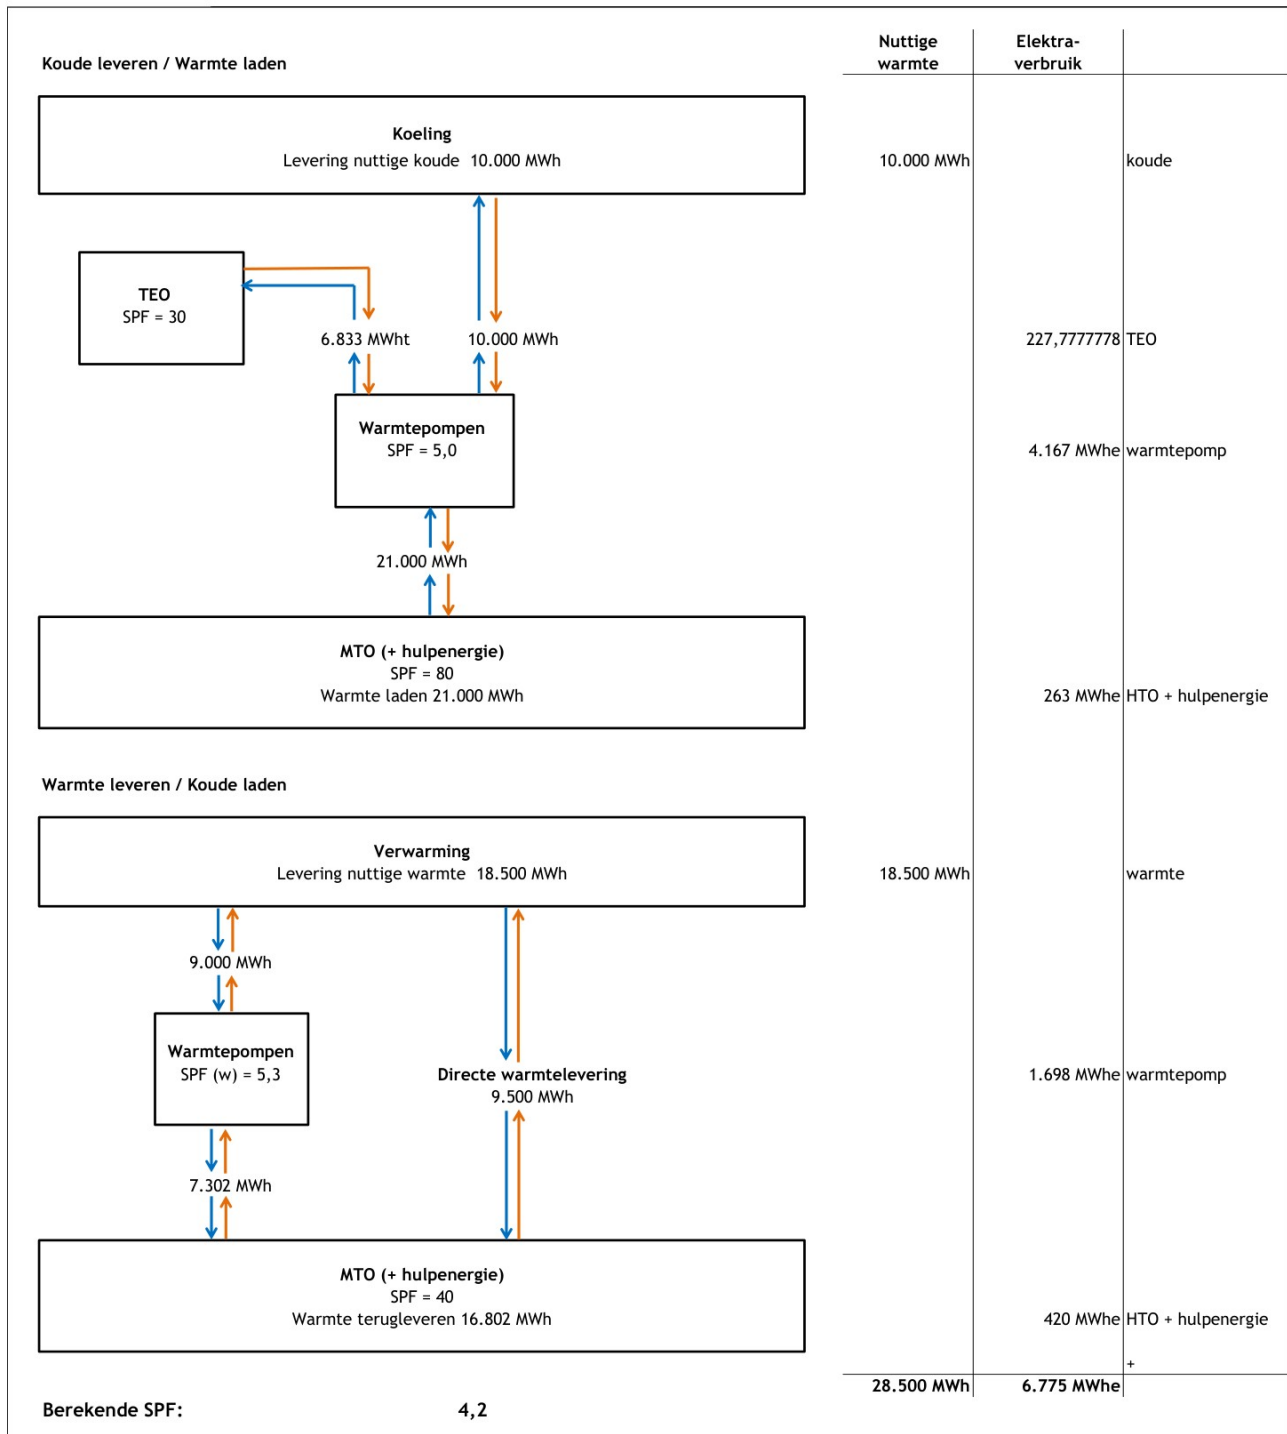 Nuttige warmte
Elektra-verbruik
Koude leveren / Warmte laden
Koeling
Levering nuttige koude 10.000 MWh
10.000 MWh
koude
TEO
SPF = 30
6.833 MWht
10.000 MWh
227,7777778
TEO
Warmtepompen
SPF = 5,0
4.167 MWhe
warmtepomp
21.000 MWh
MTO (+ hulpenergie)
SPF = 80
Warmte laden 21.000 MWh
263 MWhe
HTO + hulpenergie
Warmte leveren / Koude laden
Verwarming
Levering nuttige warmte 18.500 MWh
18.500 MWh
warmte
9.000 MWh
Warmtepompen
SPF (w) = 5,3
Directe warmtelevering
9.500 MWh
1.698 MWhe
warmtepomp
7.302 MWh
MTO (+ hulpenergie)
SPF = 40
Warmte terugleveren 16.802 MWh
420 MWhe
HTO + hulpenergie
+
28.500 MWh
6.775 MWhe
Berekende SPF:
4,2